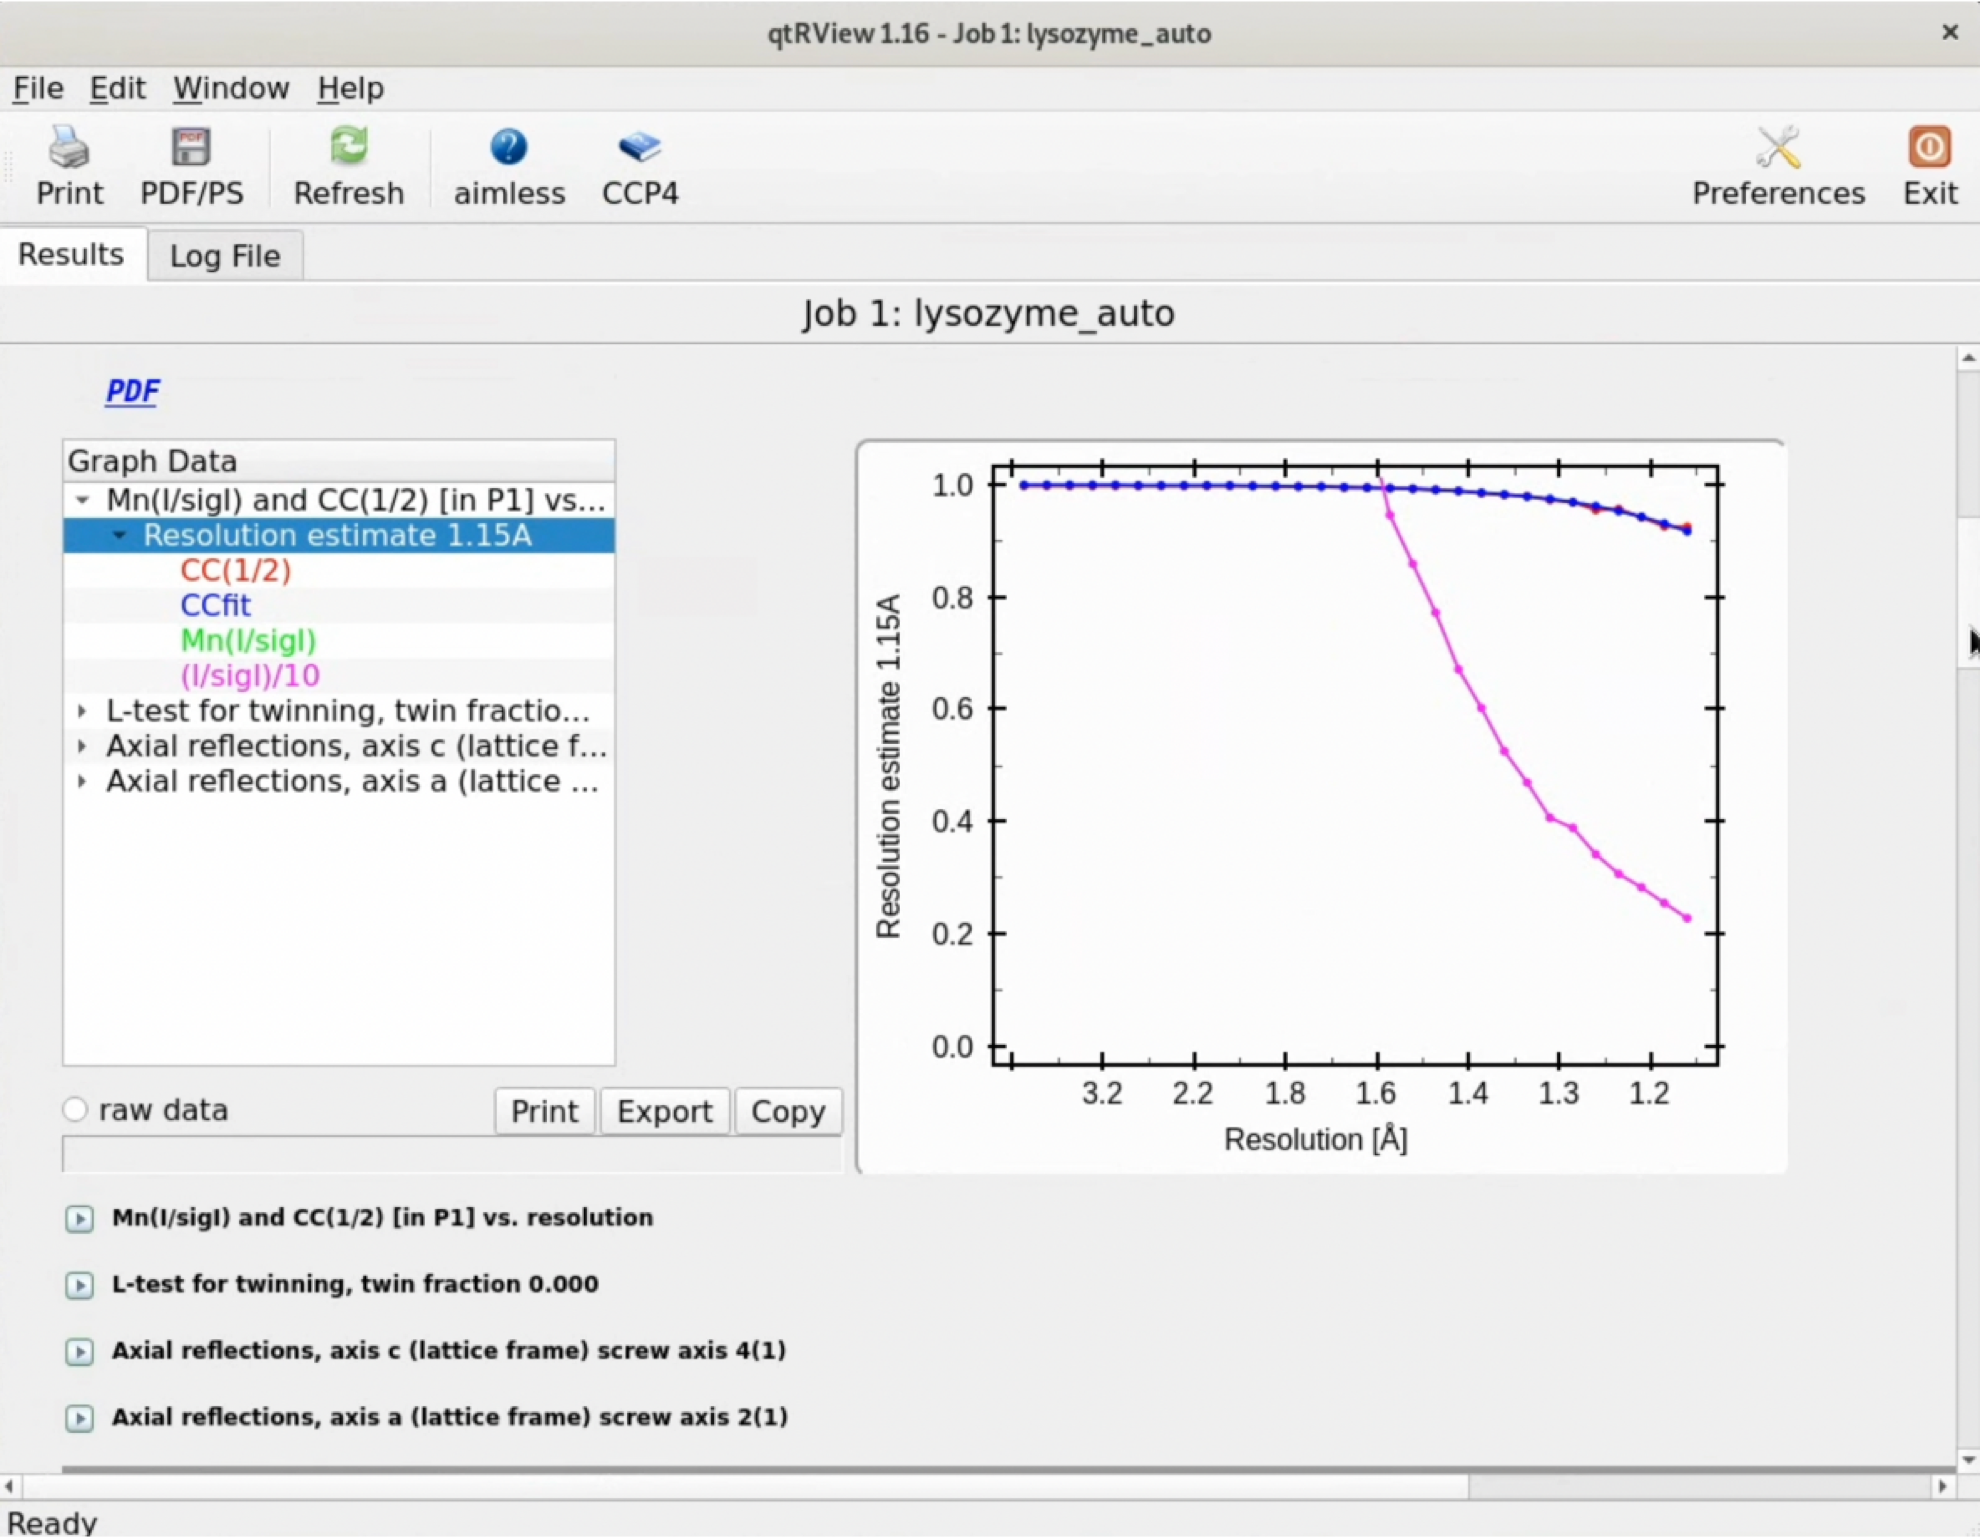 qtRView 1.16 - Job 1: lysozyme_auto
File Edit Window Help
Print PDF/PS Refresh aimless CCP4 Preferences Exit
Results Log File
Job 1: lysozyme_auto
PDF
Graph Data
Mn(I/sigI) and CC(1/2) [in P1] vs...
Resolution estimate 1.15A
CC(1/2)
CCfit
Mn(I/sigI)
(I/sigI)/10
L-test for twinning, twin fractio...
Axial reflections, axis c (lattice f...
Axial reflections, axis a (lattice ...
raw data Print Export Copy
Resolution estimate 1.15A
1.0
0.8
0.6
0.4
0.2
0.0
3.2 2.2 1.8 1.6 1.4 1.3 1.2
Resolution [Å]
Mn(I/sigI) and CC(1/2) [in P1] vs. resolution
L-test for twinning, twin fraction 0.000
Axial reflections, axis c (lattice frame) screw axis 4(1)
Axial reflections, axis a (lattice frame) screw axis 2(1)
Ready